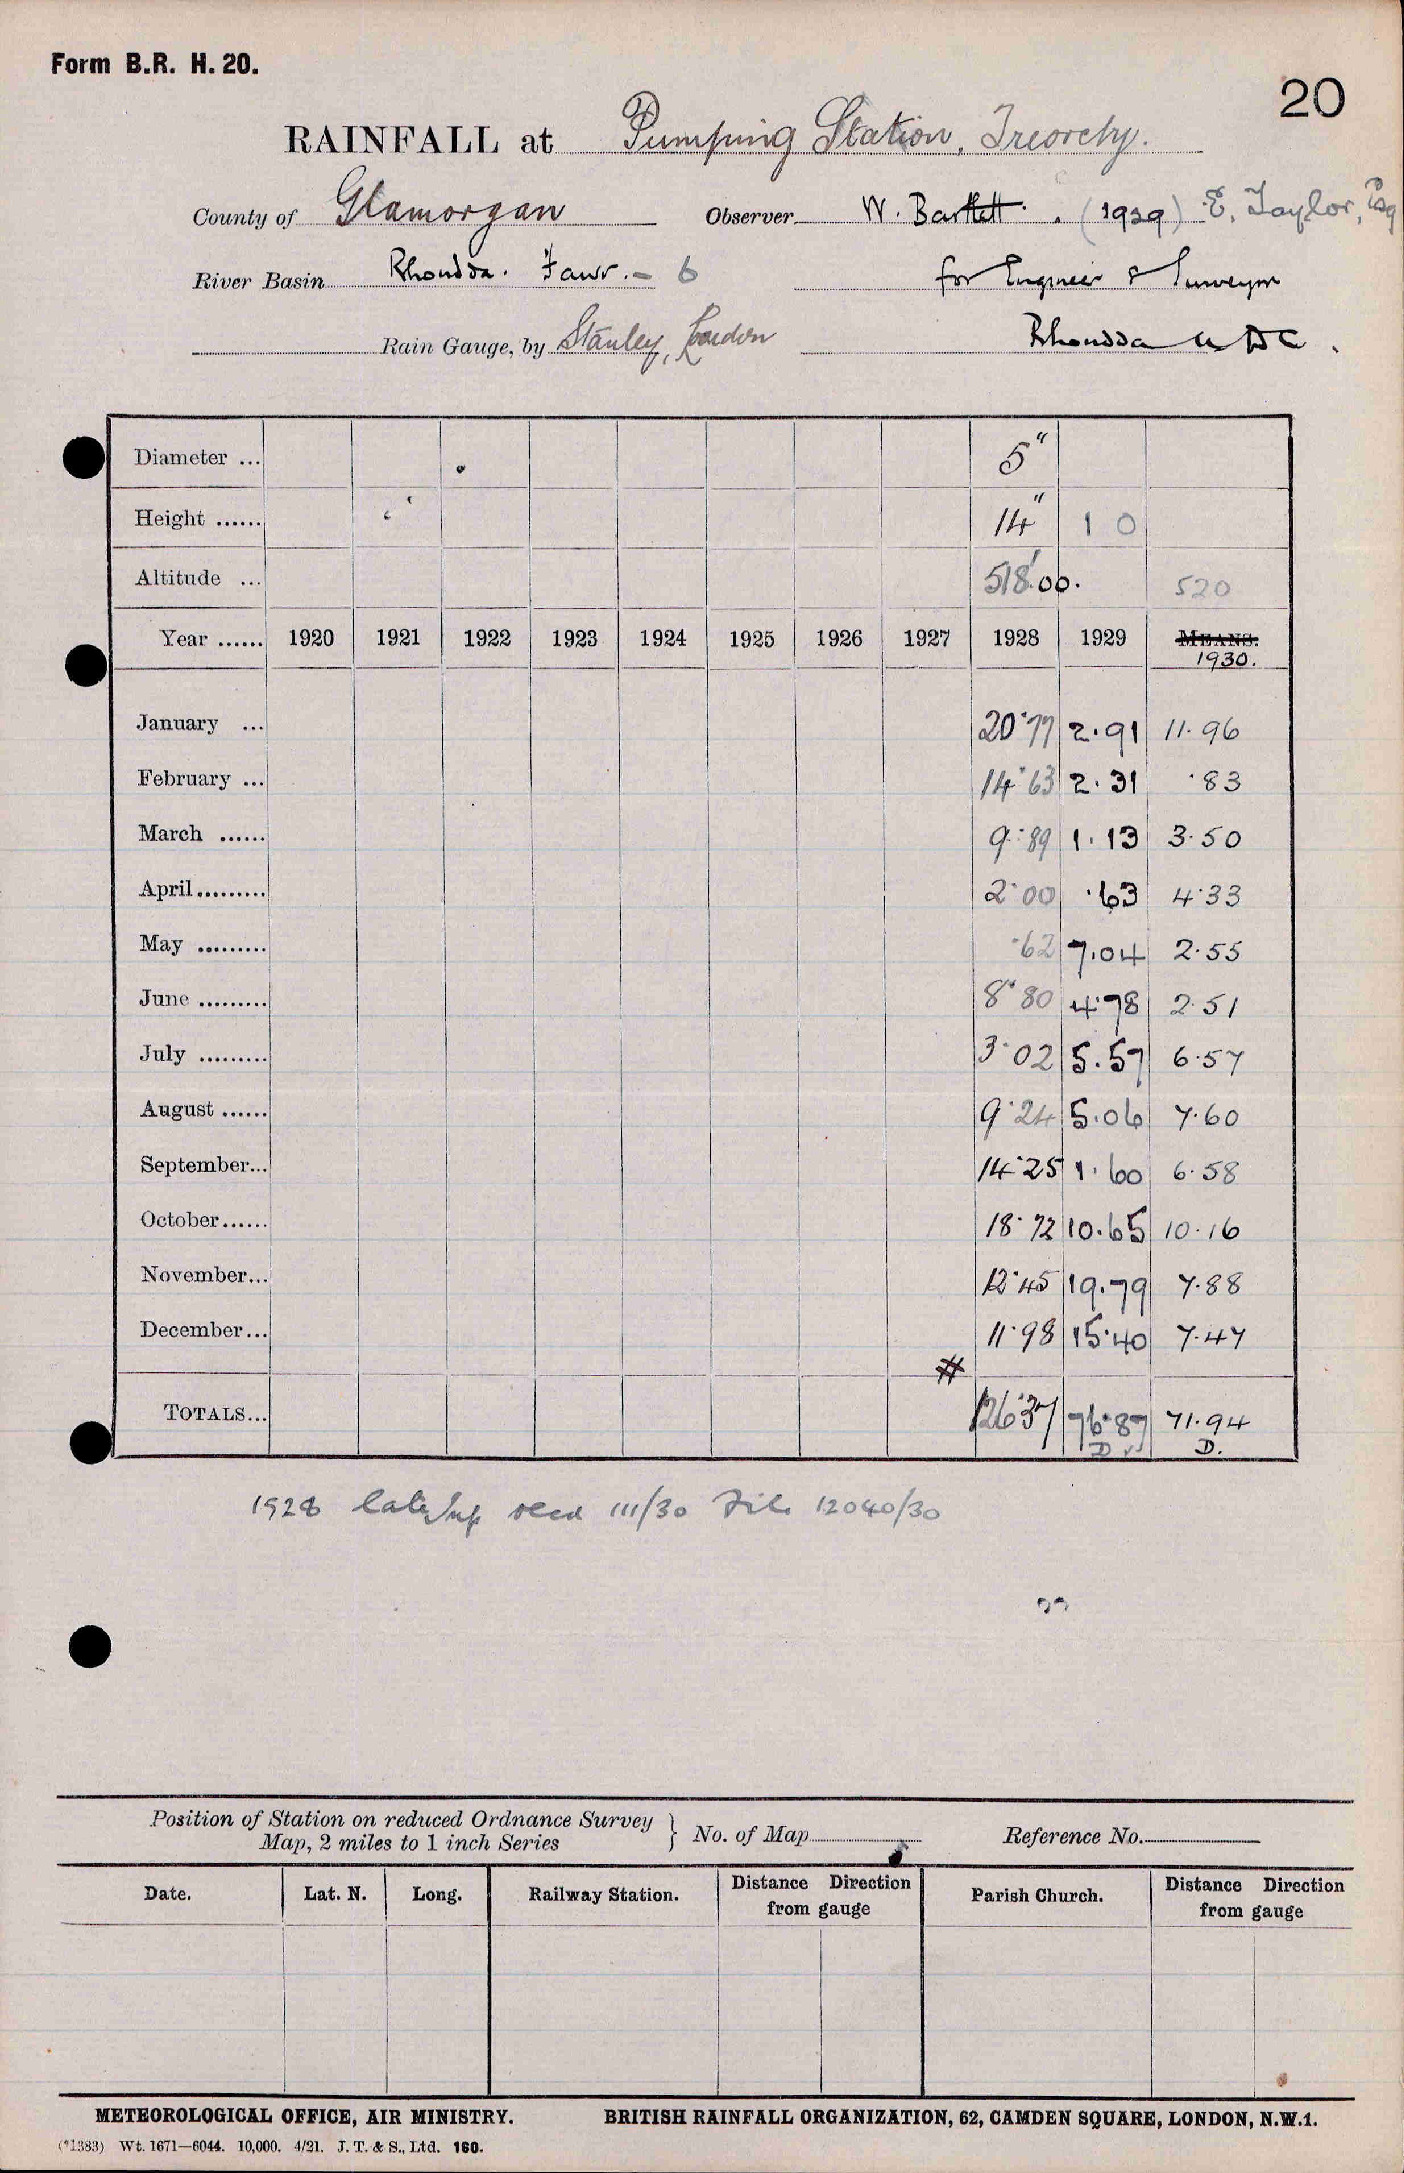 Form B.R. H. 20.
20
RAINFALL at Pumping Station, Treorchy.
County of Glamorgan Observer W. Bartlett. (1929) E. Taylor, Esq
River Basin Rhondda. Fawr. - 6 for Engineer & Surveyor
Rain Gauge, by Stanley, London Rhondda U D C.
Diameter ... 5"
Height ...... 14" 1 0
Altitude ... 518'.00. 520
Year ...... 1920 1921 1922 1923 1924 1925 1926 1927 1928 1929 MEANS.
1930.
January ... 20.77 2.91 11.96
February ... 14.63 2.31 .83
March ...... 9.89 1.13 3.50
April......... 2.00 .63 4.33
May ......... .62 7.04 2.55
June ......... 8.80 4.78 2.51
July ......... 3.02 5.57 6.57
August ...... 9.24 5.06 7.60
September... 14.25 1.60 6.58
October...... 18.72 10.65 10.16
November... 12.45 19.79 7.88
December... 11.98 15.40 7.47
#
TOTALS... 126.37 76.87 71.94
D D.
1928 recd 111/30 File 12040/30
Position of Station on reduced Ordnance Survey
Map, 2 miles to 1 inch Series } No. of Map Reference No.
Date. Lat. N. Long. Railway Station. Distance Direction from gauge Parish Church. Distance Direction from gauge
METEOROLOGICAL OFFICE, AIR MINISTRY. BRITISH RAINFALL ORGANIZATION, 62, CAMDEN SQUARE, LONDON, N.W.1.
(*1383) Wt. 1671—6044. 10,000. 4/21. J. T. & S., Ltd. 160.